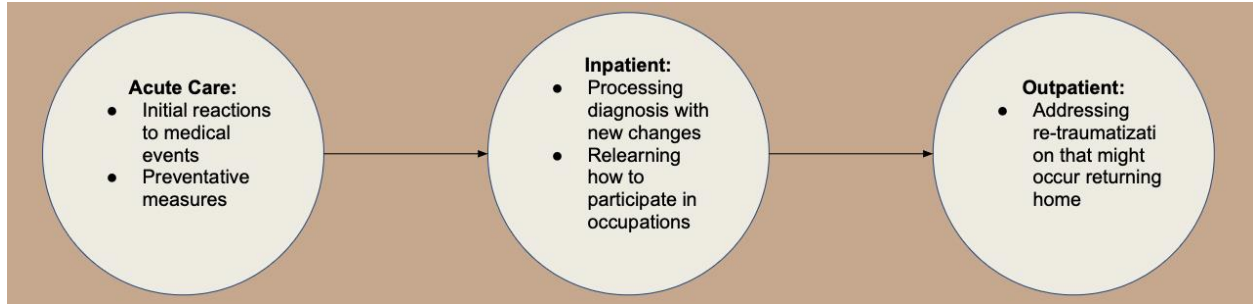 Acute Care:
● Initial reactions
to medical
events
● Preventative
measures
Inpatient:
● Processing
diagnosis with
new changes
● Relearning
how to
participate in
occupations
Outpatient:
● Addressing
re-traumatizati
on that might
occur returning
home